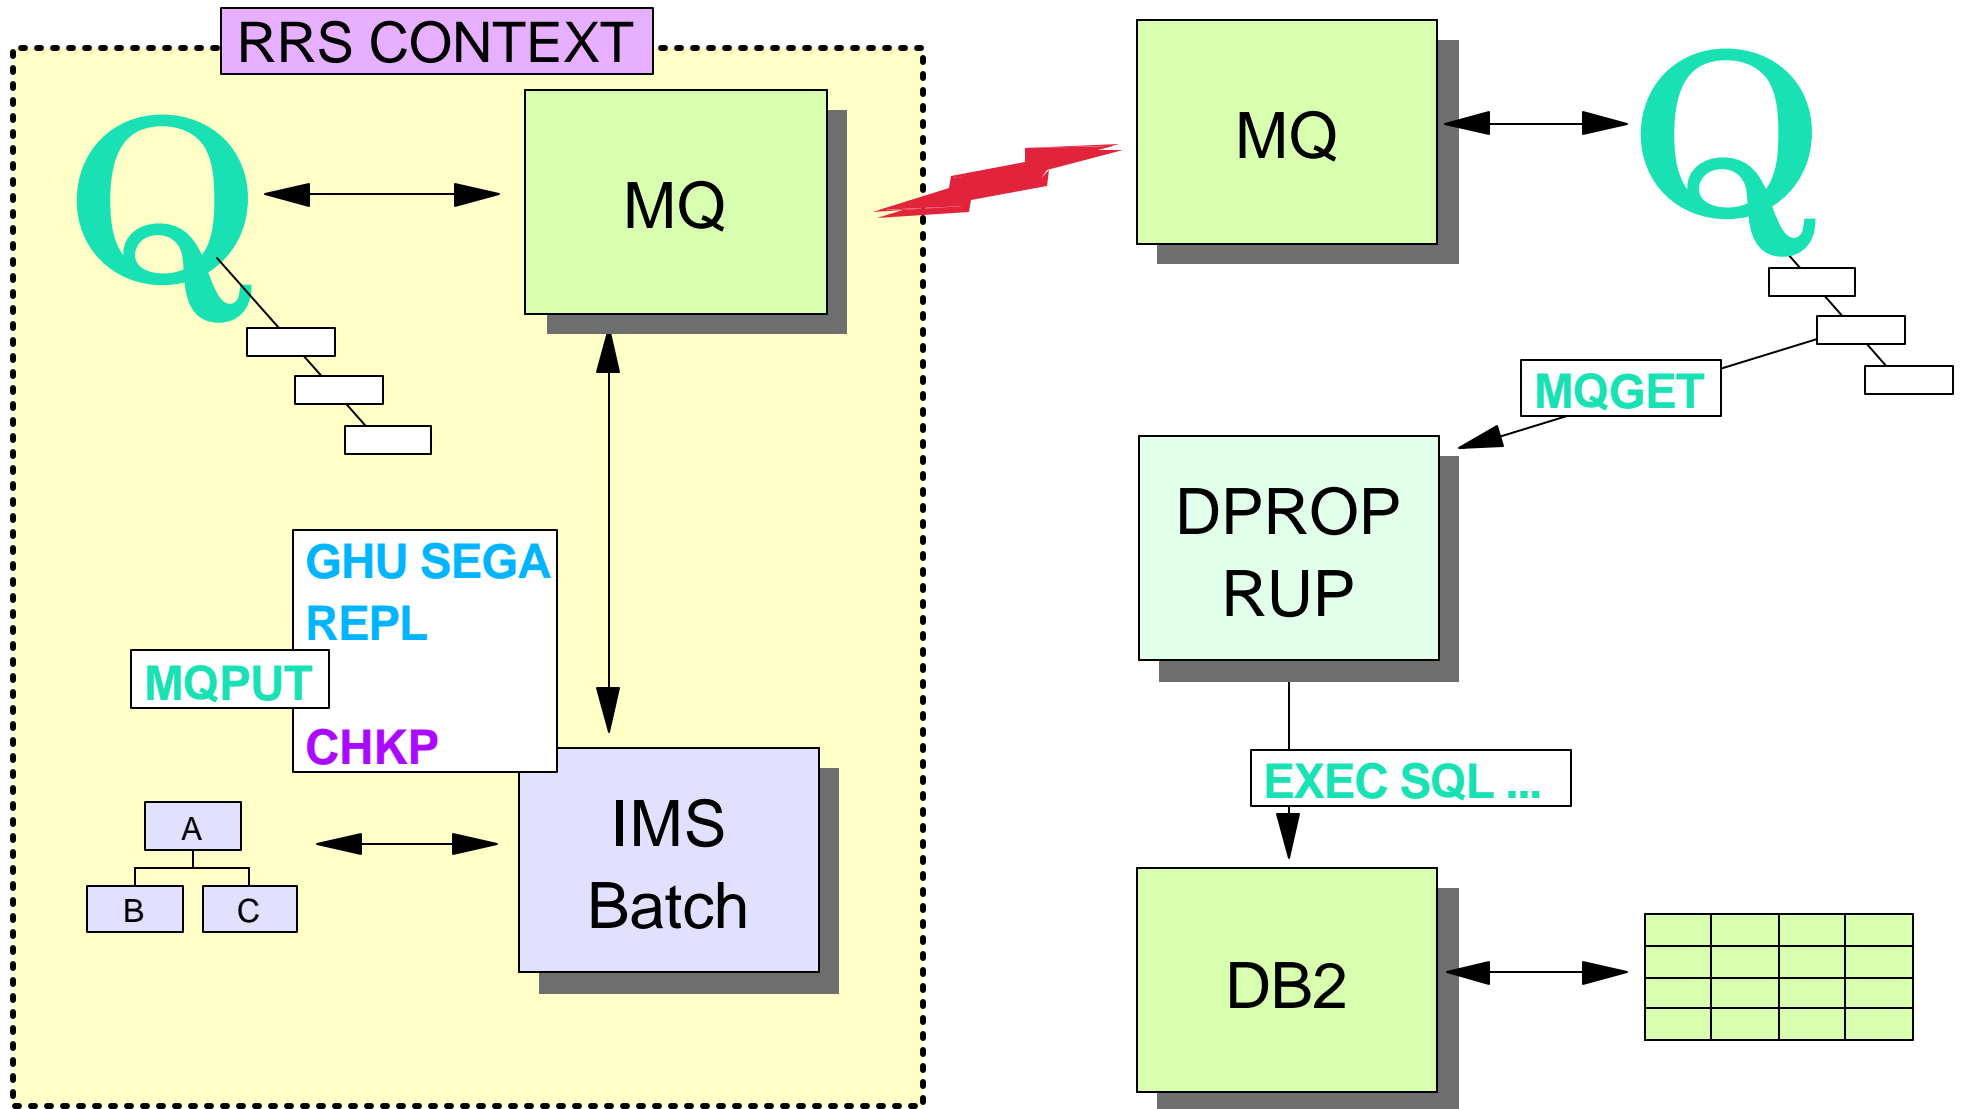 RRS CONTEXT
Q
MQ
MQ
Q
MQGET
DPROP
RUP
GHU SEGA
REPL
MQPUT
CHKP
IMS
Batch
A
B
C
EXEC SQL ...
DB2